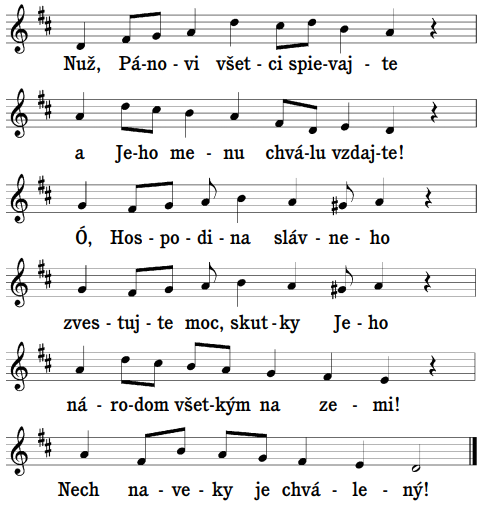 Nuž, Pá-no-vi všet-ci spie-vaj-te
a Je-ho me-nu chvá-lu vzdaj-te!
Ó, Hos-po-di-na sláv-ne-ho
zves-tuj-te moc, skut-ky Je-ho
ná-ro-dom všet-kým na ze-mi!
Nech na-ve-ky je chvá-le-ný!